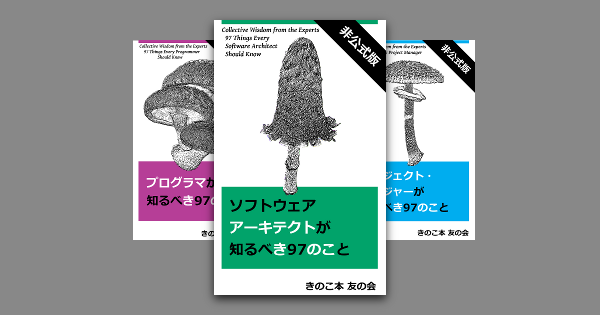 Collective Wisdom from the Experts
97 Things Every Programmer
Should Know
プログラマが
知るべき97の
きの
Collective Wisdom from the Experts
97 Things Every
Software Architect
Should Know
非公式版
ソフトウェア
アーキテクトが
知るべき97のこと
きのこ本 友の会
from the Experts
Project Manager
非公式版
ジェクト・
ジャーが
べき97のこと
きのこ本 友の会